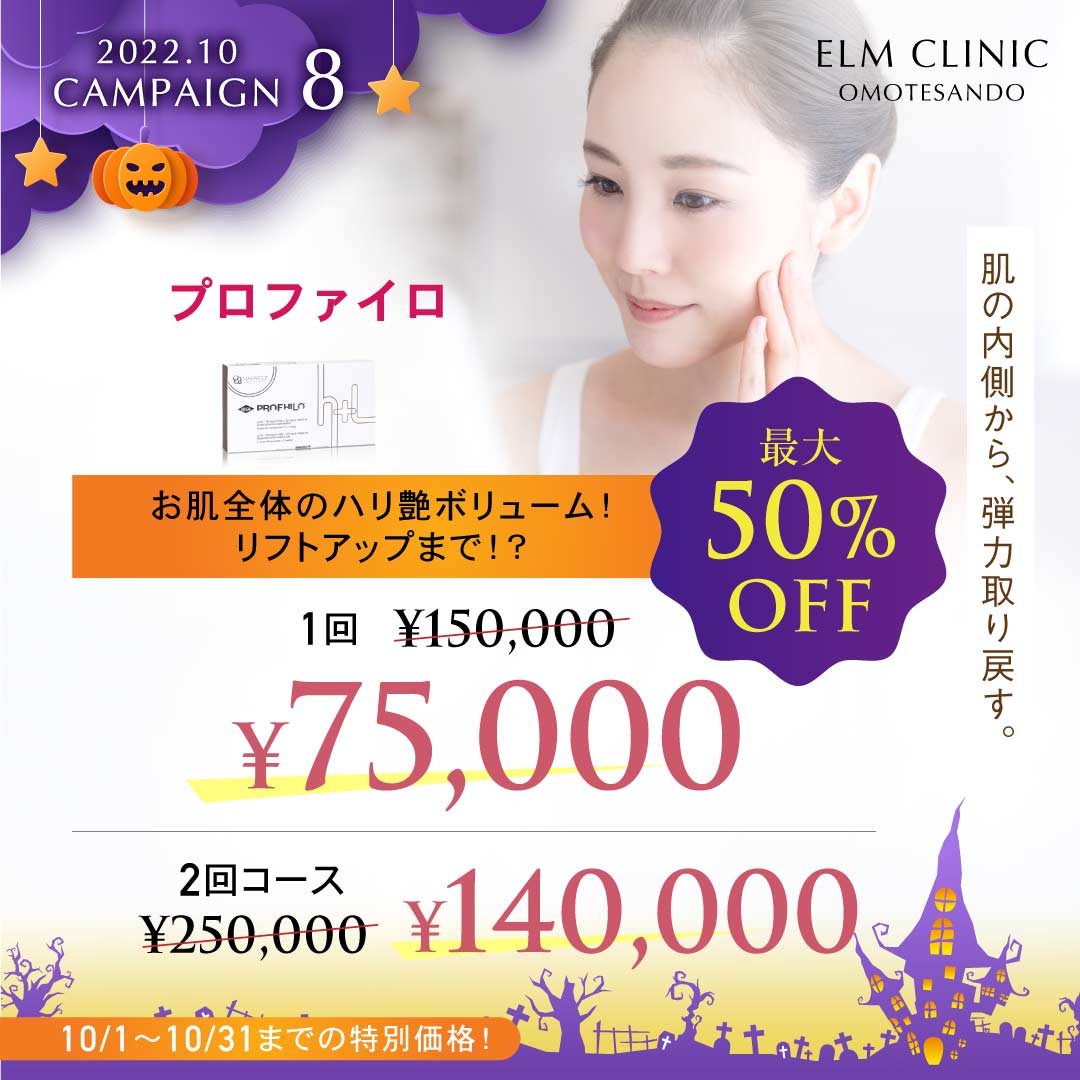 2022.10
CAMPAIGN 8
ELM CLINIC
OMOTESANDO
プロファイロ
PROFHILO
h+L
お肌全体のハリ艶ボリューム!
リフトアップまで!?
最大
50%
OFF
肌の内側から、弾力取り戻す。
1回 ¥150,000
¥75,000
2回コース
¥250,000 ¥140,000
10/1〜10/31までの特別価格!